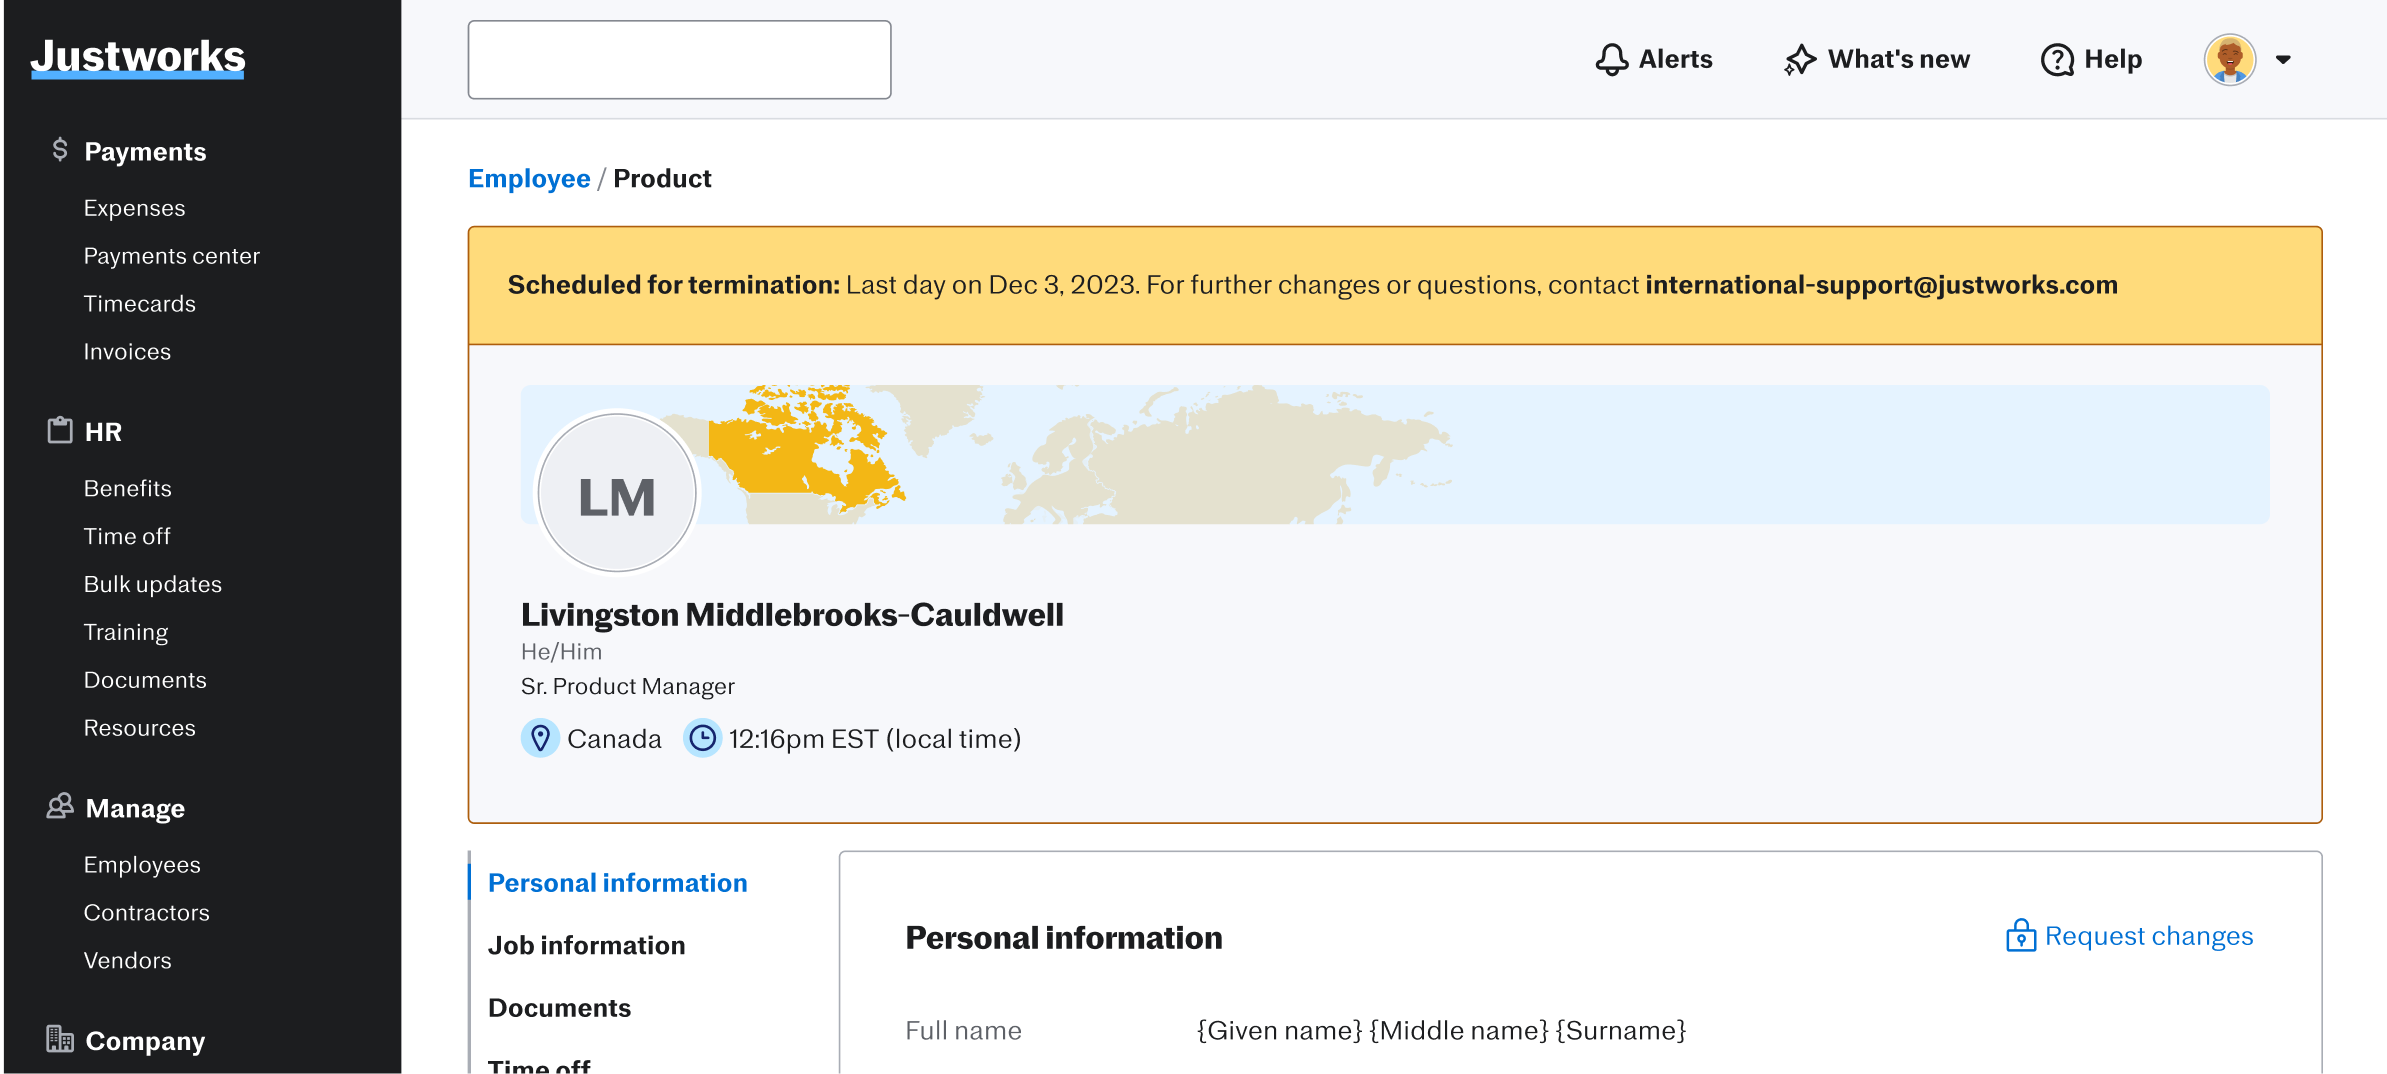 Justworks
Alerts
What's new
Help
Payments
Expenses
Payments center
Timecards
Invoices
HR
Benefits
Time off
Bulk updates
Training
Documents
Resources
Manage
Employees
Contractors
Vendors
Company
Employee / Product
Scheduled for termination: Last day on Dec 3, 2023. For further changes or questions, contact international-support@justworks.com
LM
Livingston Middlebrooks-Cauldwell
He/Him
Sr. Product Manager
Canada
12:16pm EST (local time)
Personal information
Job information
Documents
Time off
Personal information
Request changes
Full name
{Given name} {Middle name} {Surname}